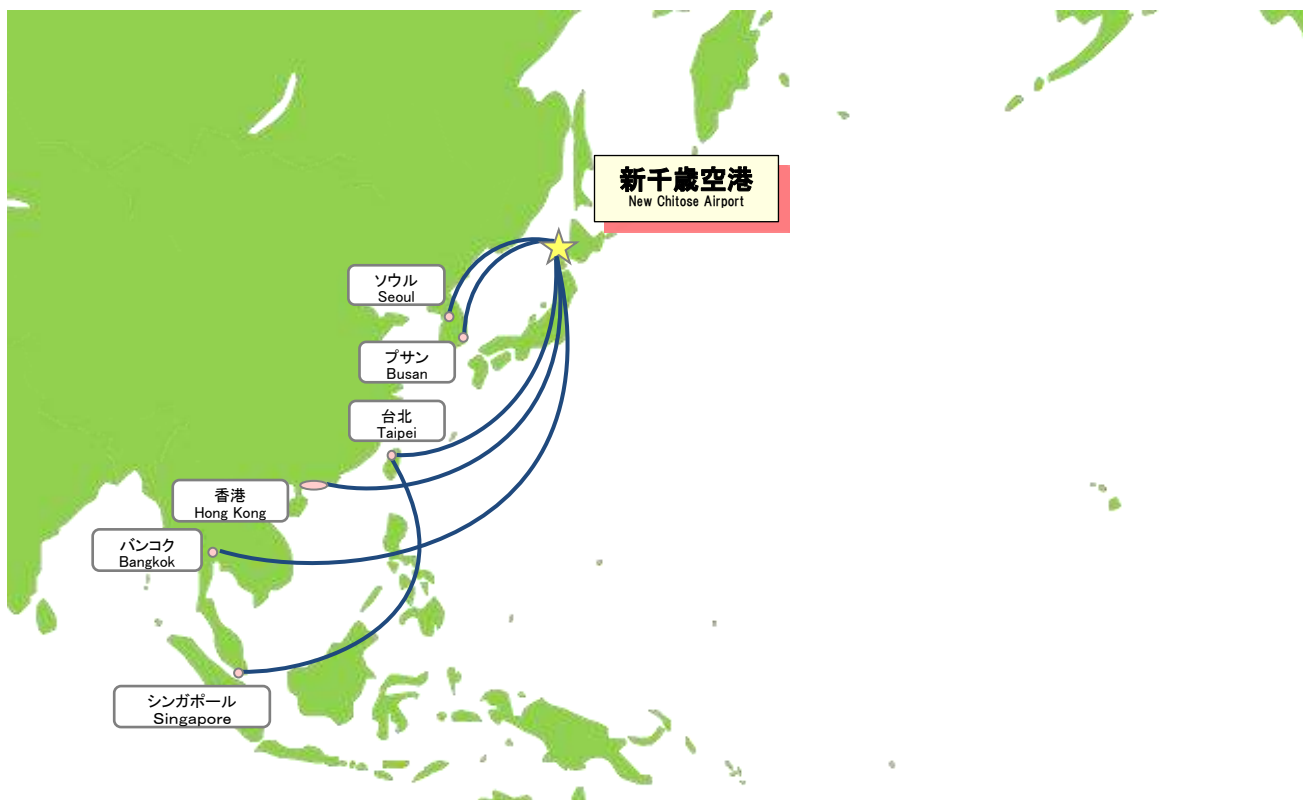 新千歳空港
New Chitose Airport
ソウル
Seoul
プサン
Busan
台北
Taipei
香港
Hong Kong
バンコク
Bangkok
シンガポール
Singapore